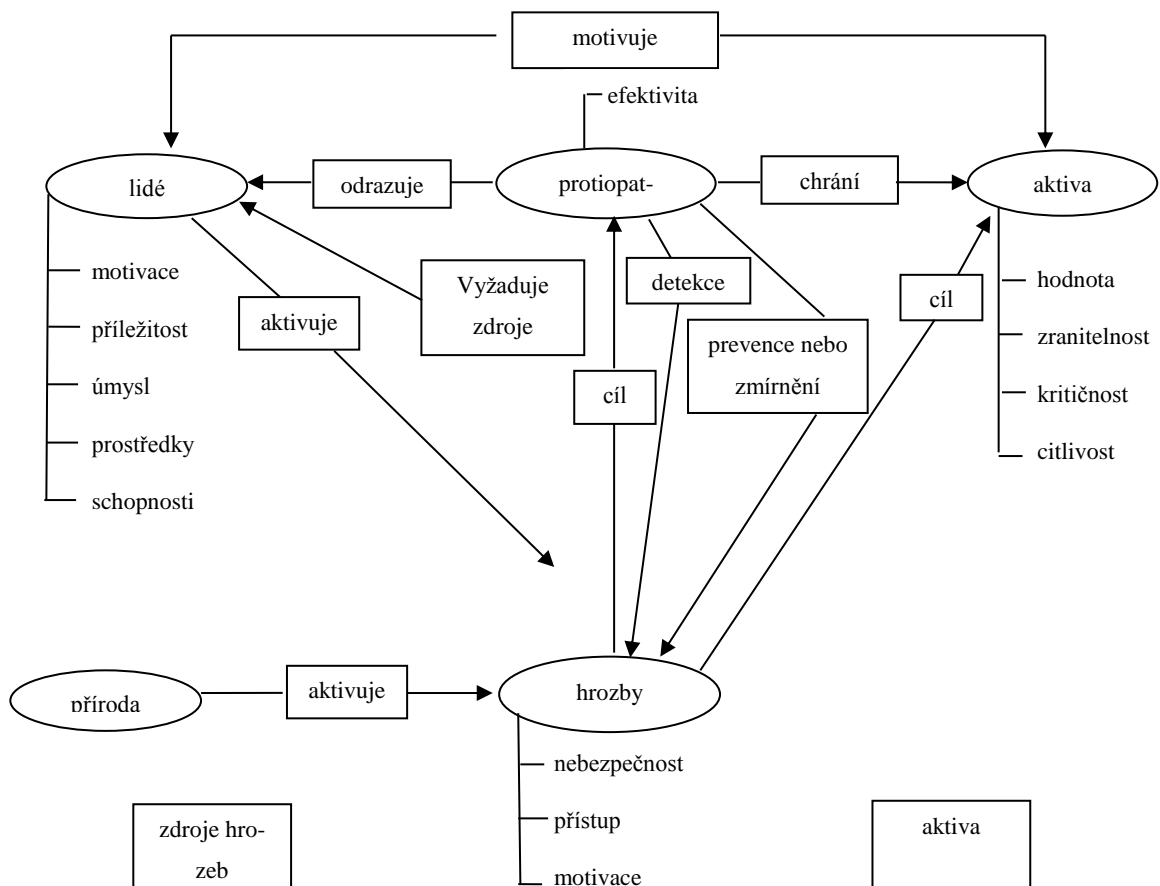 motivuje
efektivita
lidé
odrazuje
protiopat-
chrání
aktiva
motivace
příležitost
úmysl
prostředky
schopnosti
aktivuje
Vyžaduje
zdroje
detekce
cíl
prevence nebo
zmírnění
cíl
hodnota
zranitelnost
kritičnost
citlivost
příroda
aktivuje
hrozby
nebezpečnost
přístup
motivace
zdroje hro-
zeb
aktiva